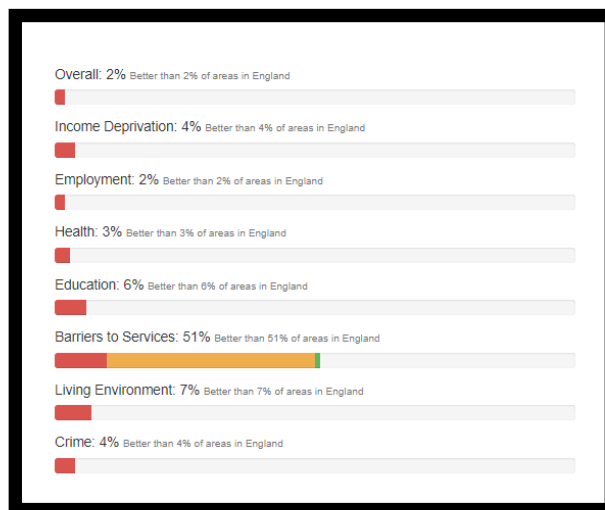 Overall: 2% Better than 2% of areas in England
Income Deprivation: 4% Better than 4% of areas in England
Employment: 2% Better than 2% of areas in England
Health: 3% Better than 3% of areas in England
Education: 6% Better than 6% of areas in England
Barriers to Services: 51% Better than 51% of areas in England
Living Environment: 7% Better than 7% of areas in England
Crime: 4% Better than 4% of areas in England